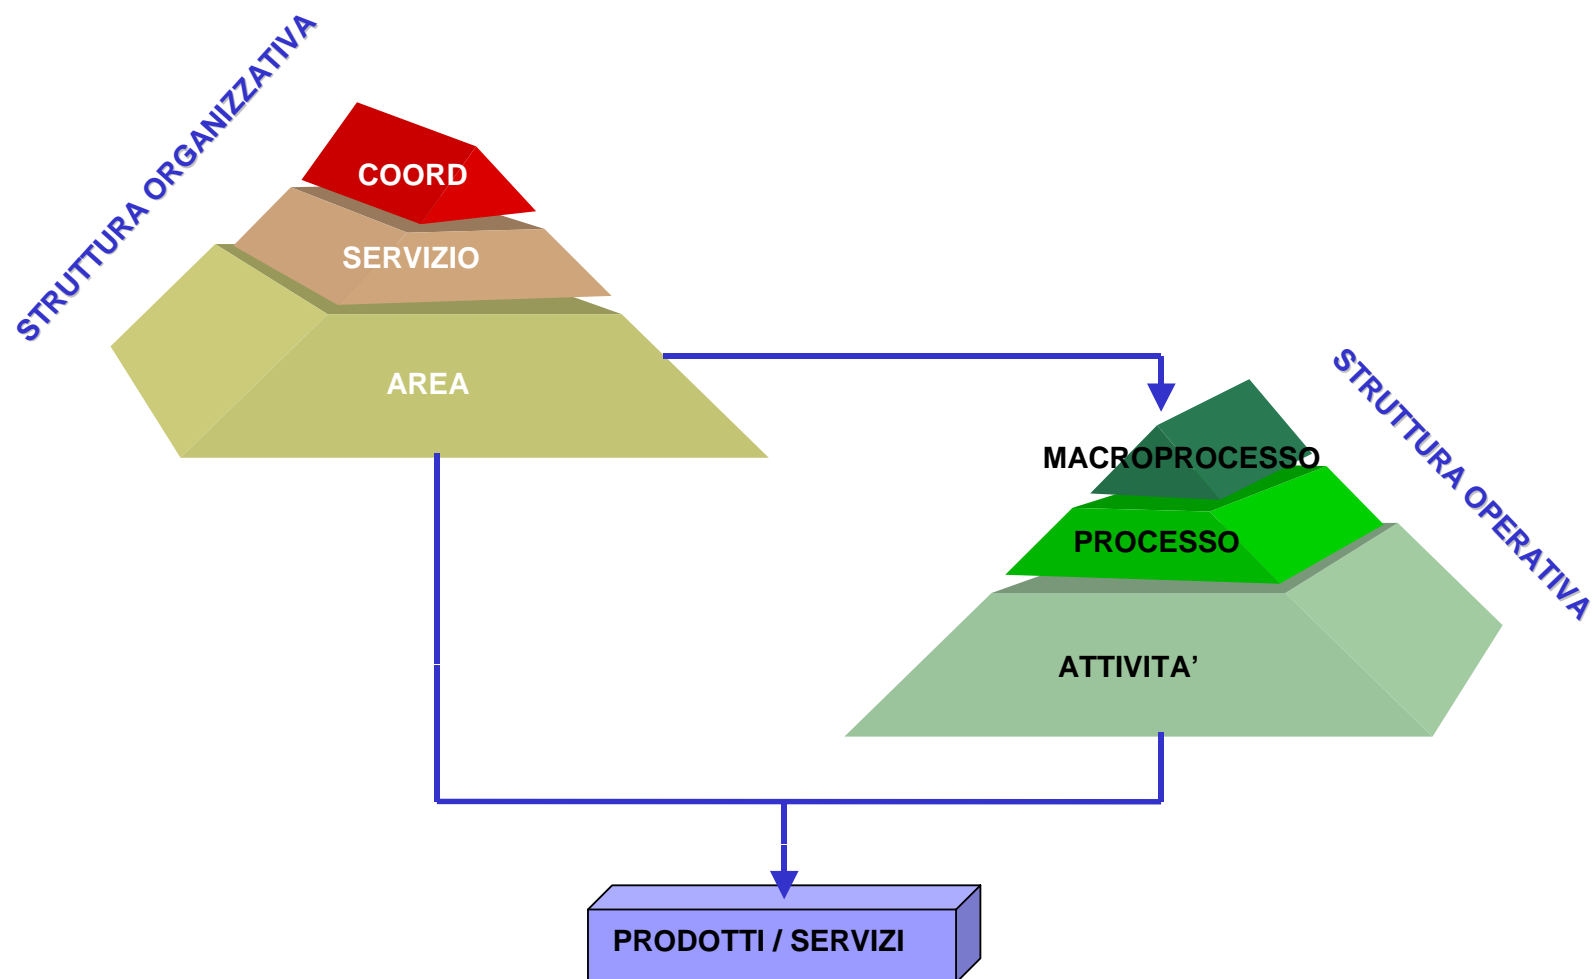 STRUTTURA ORGANIZZATIVA
COORD
SERVIZIO
AREA
STRUTTURA OPERATIVA
MACROPROCESSO
PROCESSO
ATTIVITA’
PRODOTTI / SERVIZI